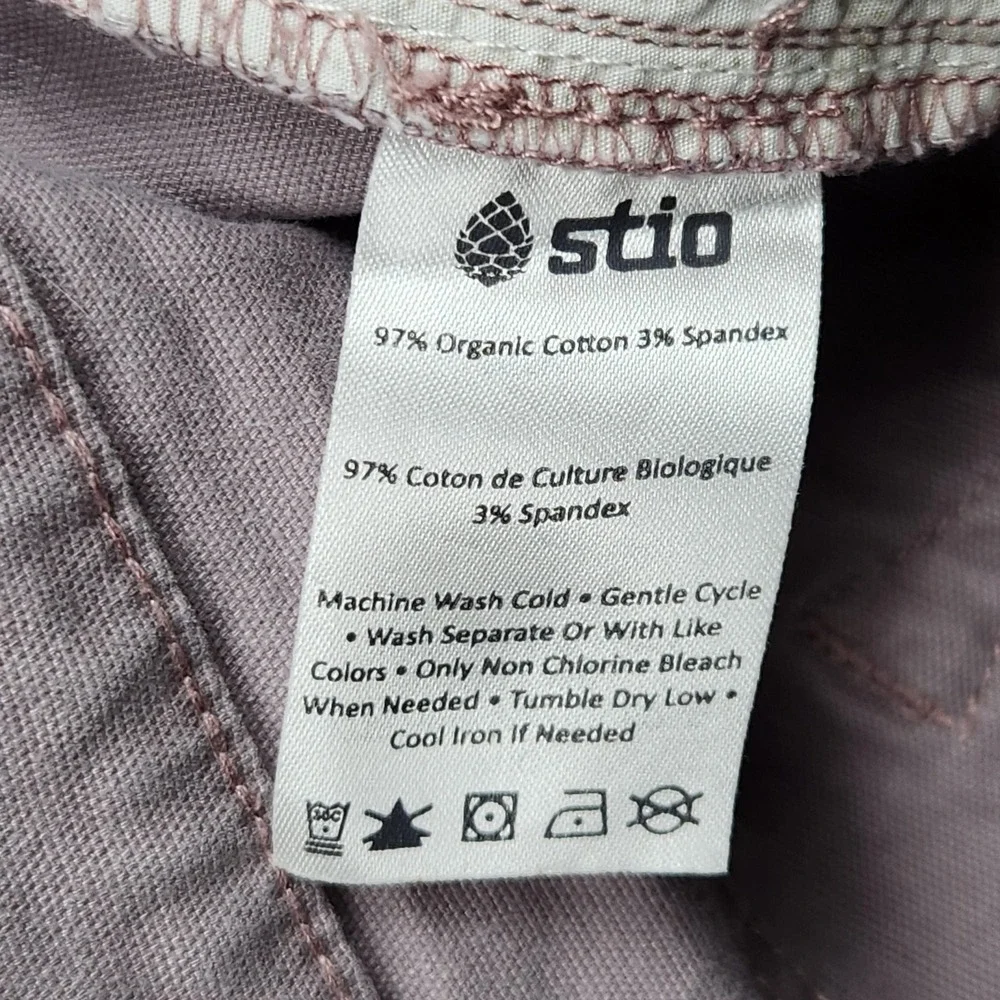 stio
97% Organic Cotton 3% Spandex
97% Coton de Culture Biologique
3% Spandex
Machine Wash Cold • Gentle Cycle
• Wash Separate Or With Like
Colors • Only Non Chlorine Bleach
When Needed • Tumble Dry Low •
Cool Iron If Needed
30C